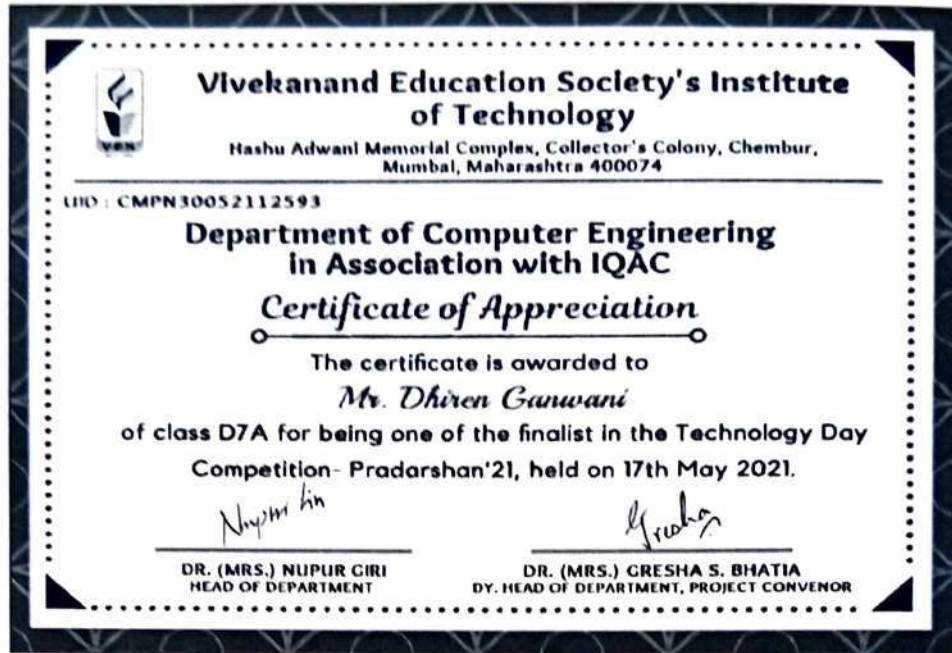 Vivekanand Education Society's Institute
of Technology
Hashu Adwani Memorial Complex, Collector's Colony, Chembur,
Mumbai, Maharashtra 400074
VES
UID : CMPN30052112593
Department of Computer Engineering
in Association with IQAC
Certificate of Appreciation
The certificate is awarded to
Mr. Dhiren Ganwani
of class D7A for being one of the finalist in the Technology Day
Competition- Pradarshan'21, held on 17th May 2021.
Gresha
DR. (MRS.) NUPUR GIRI
DR. (MRS.) GRESHA S. BHATIA
HEAD OF DEPARTMENT
DY. HEAD OF DEPARTMENT, PROJECT CONVENOR